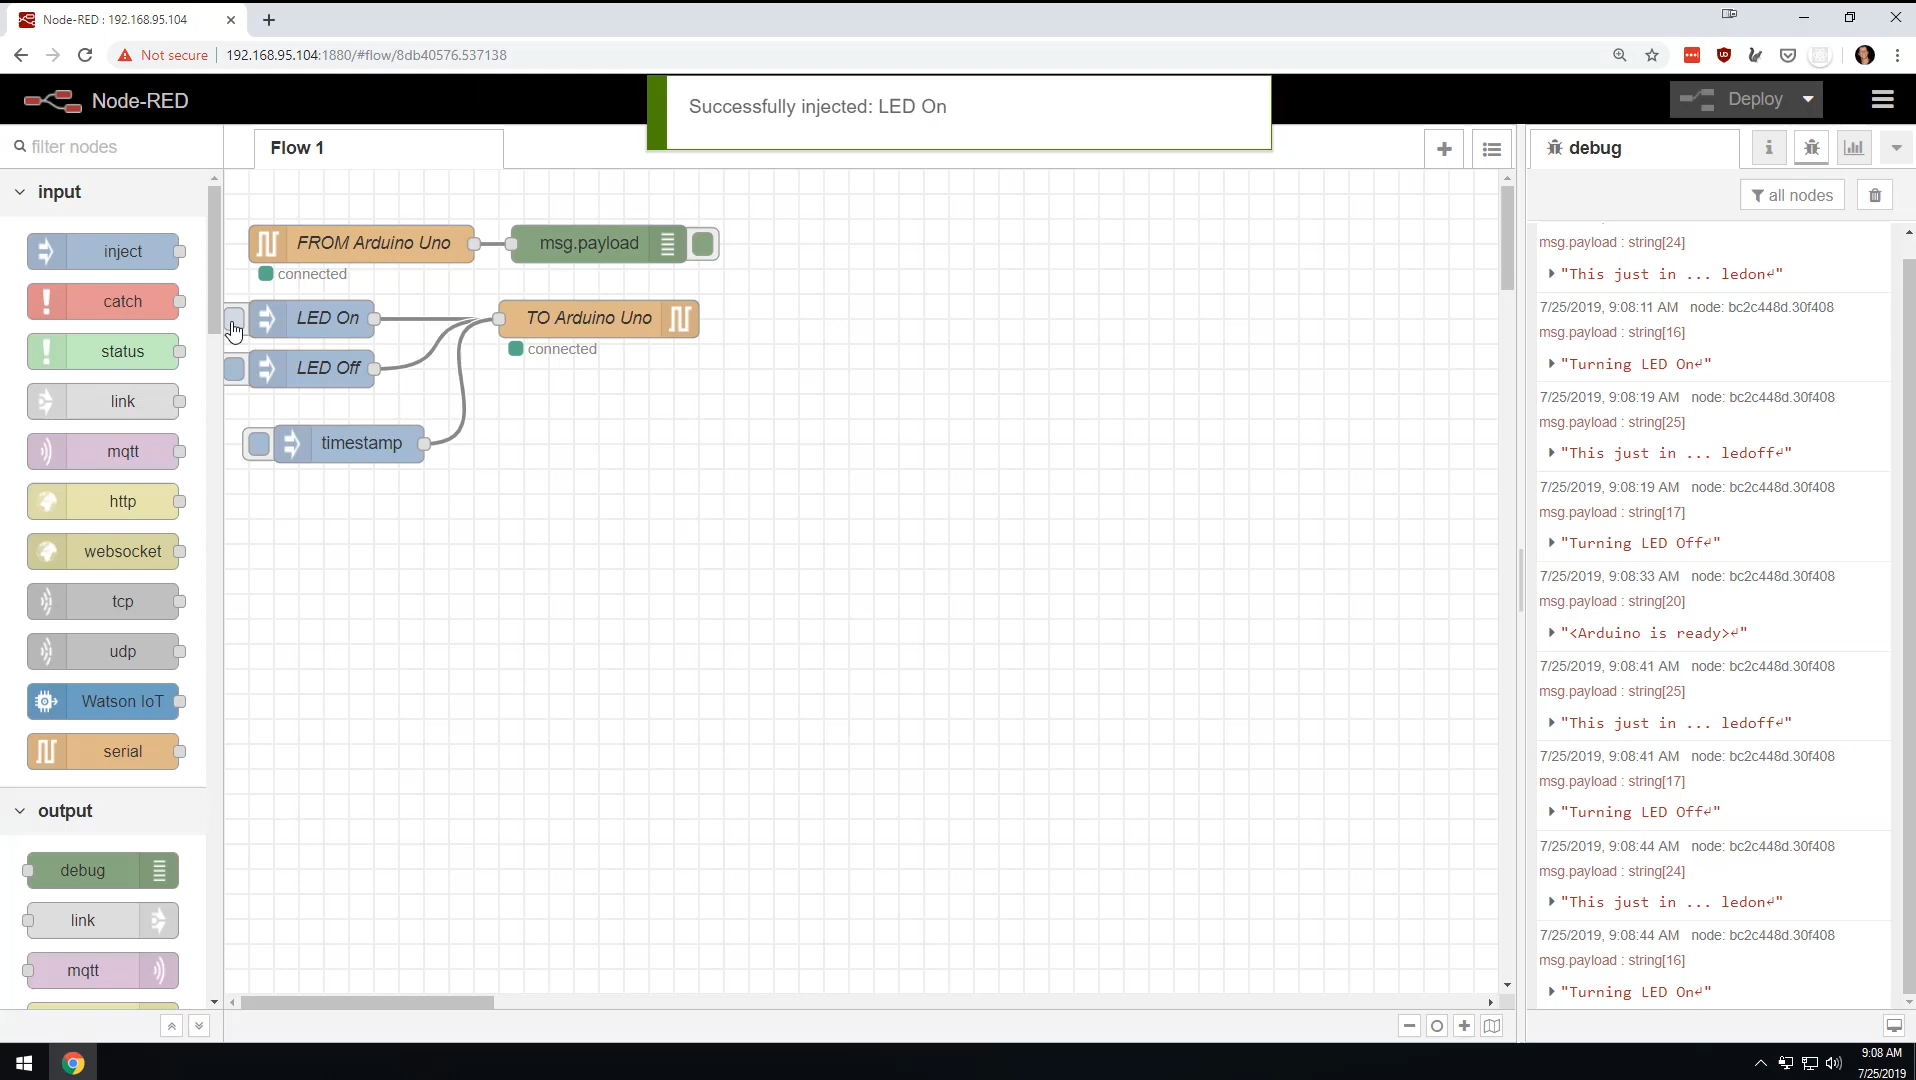 Node-RED : 192.168.95.104
Not secure
192.168.95.104:1880/#flow/8db40576.537138
Node-RED
Successfully injected: LED On
Deploy
filter nodes
Flow 1
debug
i
all nodes
input
inject
catch
status
link
mqtt
http
websocket
tcp
udp
Watson IoT
serial
output
debug
link
mqtt
FROM Arduino Uno
msg.payload
connected
LED On
TO Arduino Uno
connected
LED Off
timestamp
msg.payload : string[24]
"This just in ... ledon↵"
7/25/2019, 9:08:11 AM node: bc2c448d.30f408
msg.payload : string[16]
"Turning LED On↵"
7/25/2019, 9:08:19 AM node: bc2c448d.30f408
msg.payload : string[25]
"This just in ... ledoff↵"
7/25/2019, 9:08:19 AM node: bc2c448d.30f408
msg.payload : string[17]
"Turning LED Off↵"
7/25/2019, 9:08:33 AM node: bc2c448d.30f408
msg.payload : string[20]
"<Arduino is ready>↵"
7/25/2019, 9:08:41 AM node: bc2c448d.30f408
msg.payload : string[25]
"This just in ... ledoff↵"
7/25/2019, 9:08:41 AM node: bc2c448d.30f408
msg.payload : string[17]
"Turning LED Off↵"
7/25/2019, 9:08:44 AM node: bc2c448d.30f408
msg.payload : string[24]
"This just in ... ledon↵"
7/25/2019, 9:08:44 AM node: bc2c448d.30f408
msg.payload : string[16]
"Turning LED On↵"
9:08 AM
7/25/2019